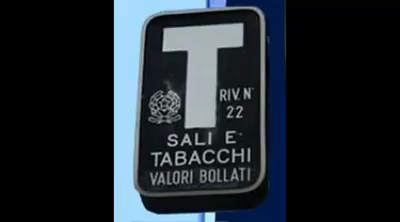 T
RIV. N°
22
SALI E
TABACCHI
VALORI BOLLATI